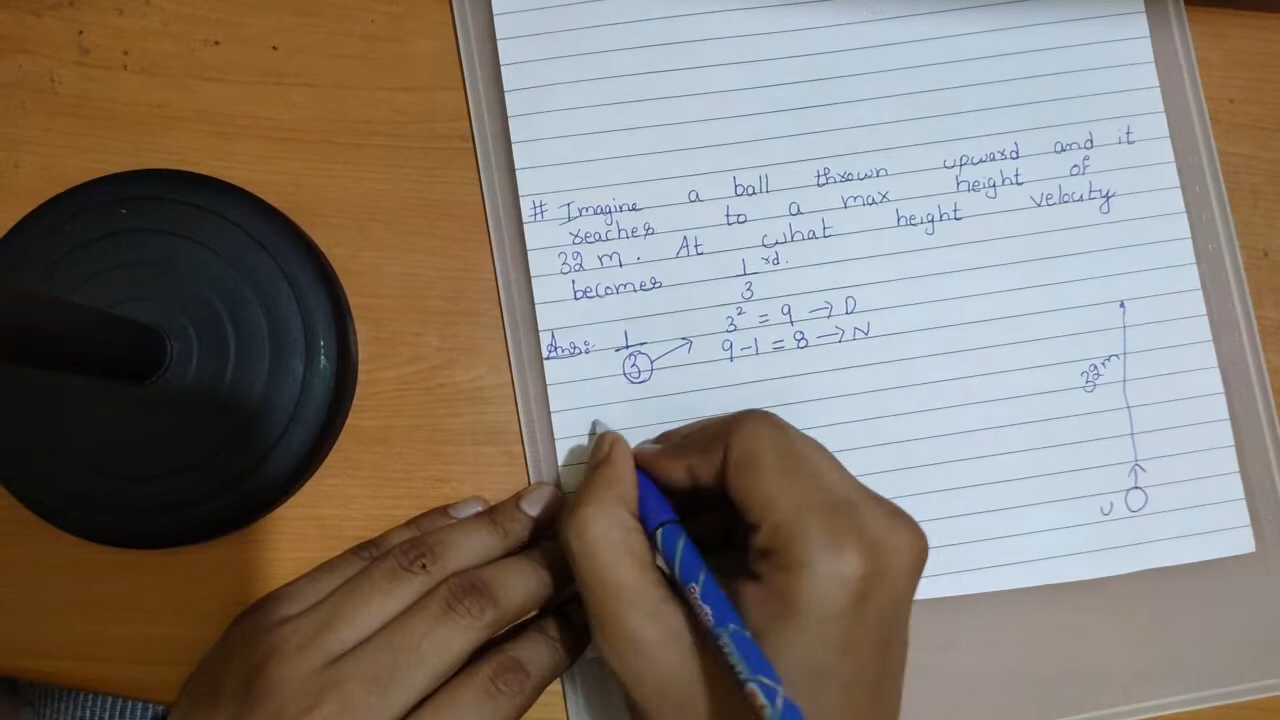 # Imagine a ball thrown upward and it
reaches to a max height of
32 m. At what height velocity
becomes 1/3 rd.
Ans:- 1/3 → 3² = 9 → D
9-1 = 8 → N
32m
U